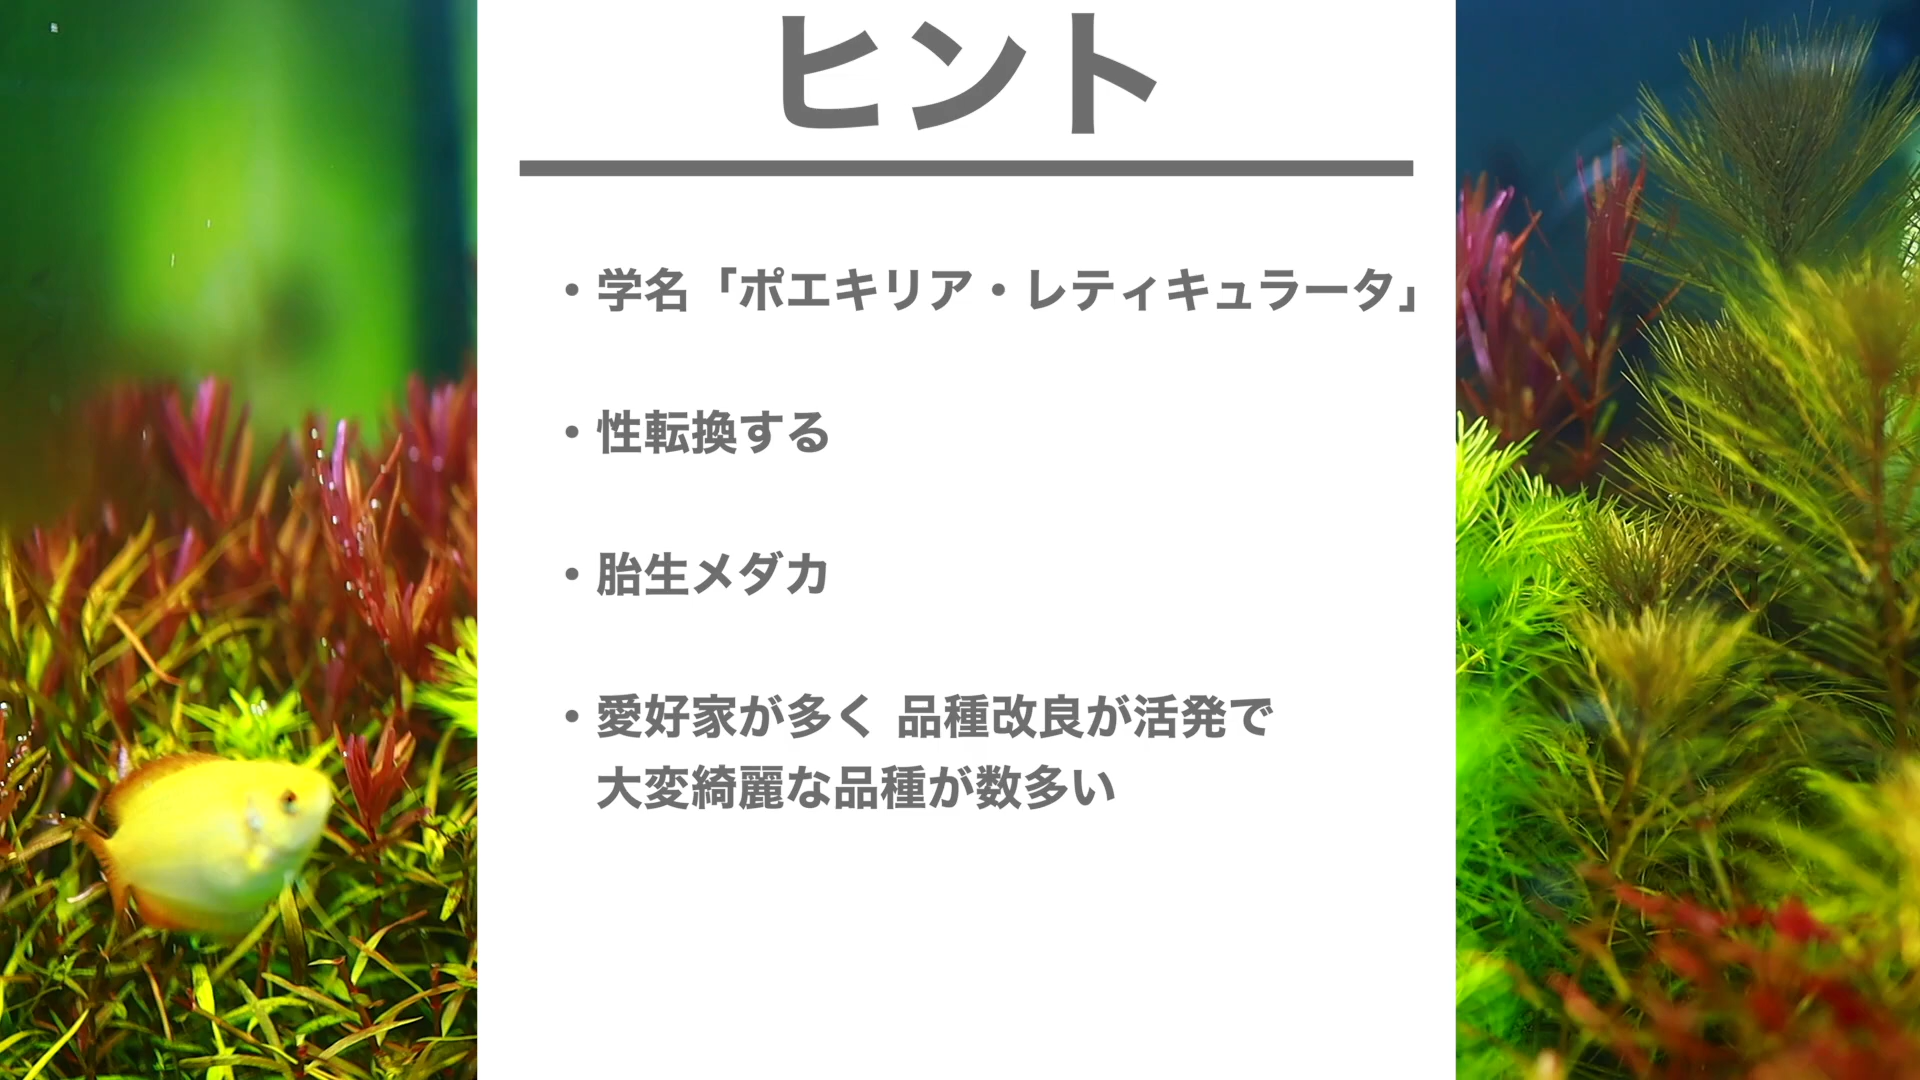 ヒント
・学名「ポエキリア・レティキュラータ」
・性転換する
・胎生メダカ
・愛好家が多く 品種改良が活発で
大変綺麗な品種が数多い